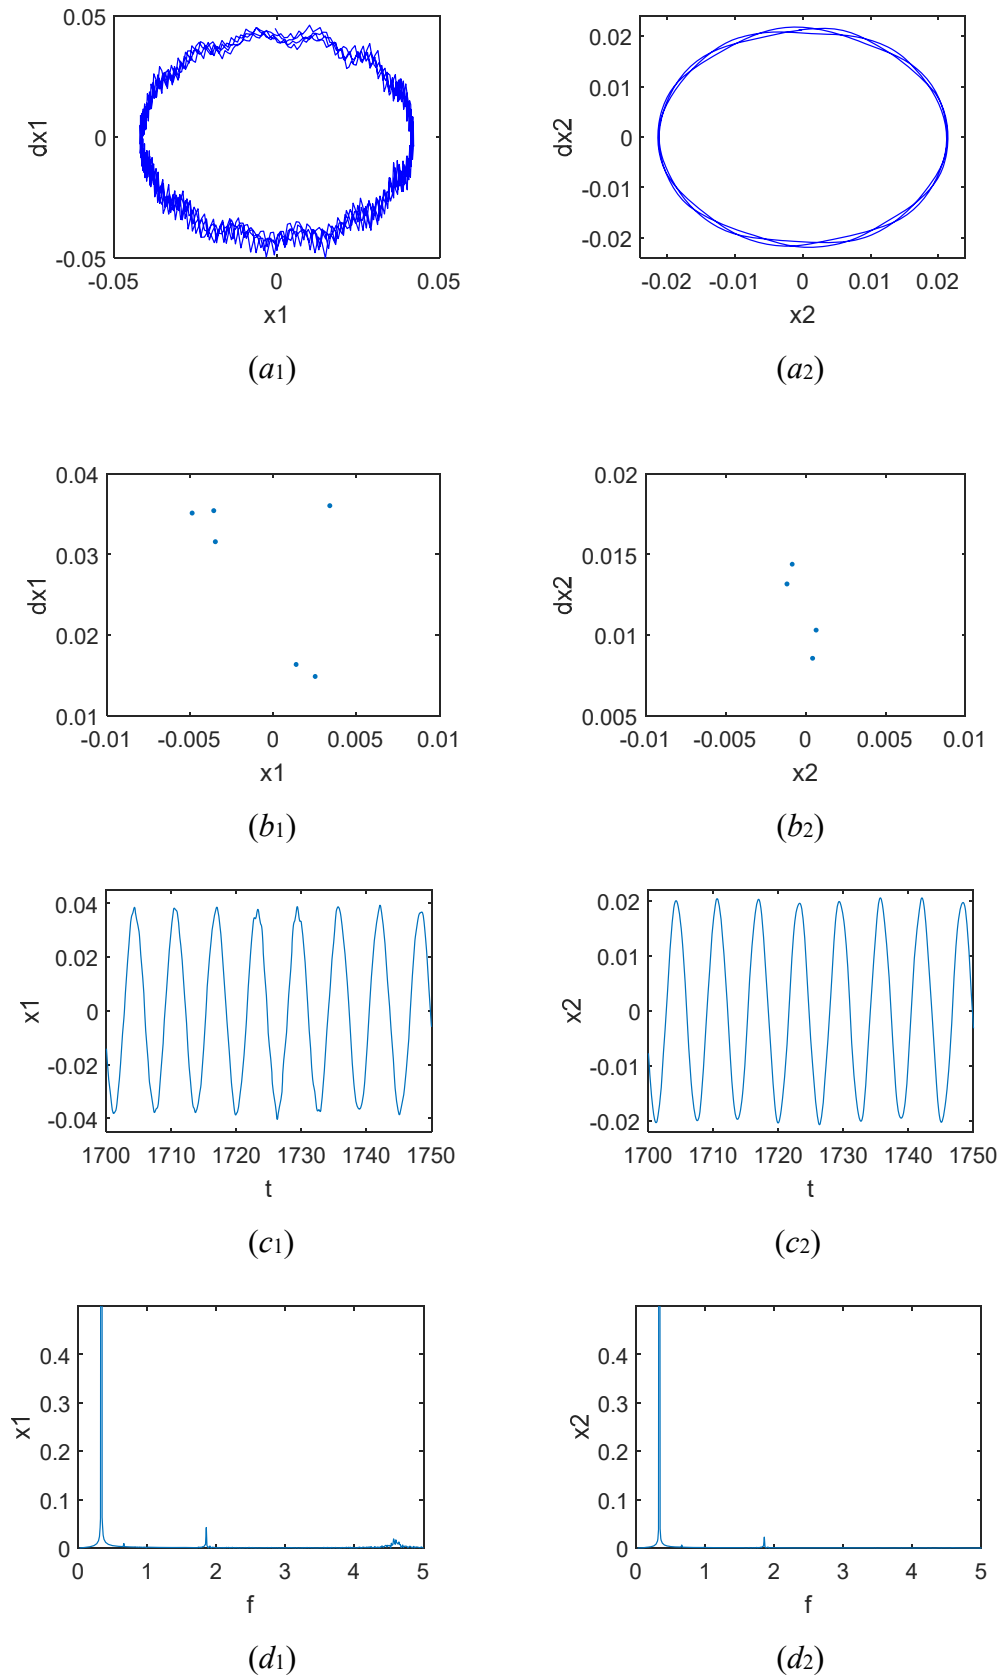 0.05
0
-0.05
dx1
-0.05 0 0.05
x1
(a1)
0.02
0.01
0
-0.01
-0.02
dx2
-0.02 -0.01 0 0.01 0.02
x2
(a2)
0.04
0.03
0.02
0.01
dx1
-0.01 -0.005 0 0.005 0.01
x1
(b1)
0.02
0.015
0.01
0.005
dx2
-0.01 -0.005 0 0.005 0.01
x2
(b2)
0.04
0.02
0
-0.02
-0.04
x1
1700 1710 1720 1730 1740 1750
t
(c1)
0.02
0.01
0
-0.01
-0.02
x2
1700 1710 1720 1730 1740 1750
t
(c2)
0.4
0.3
0.2
0.1
0
x1
0 1 2 3 4 5
f
(d1)
0.4
0.3
0.2
0.1
0
x2
0 1 2 3 4 5
f
(d2)